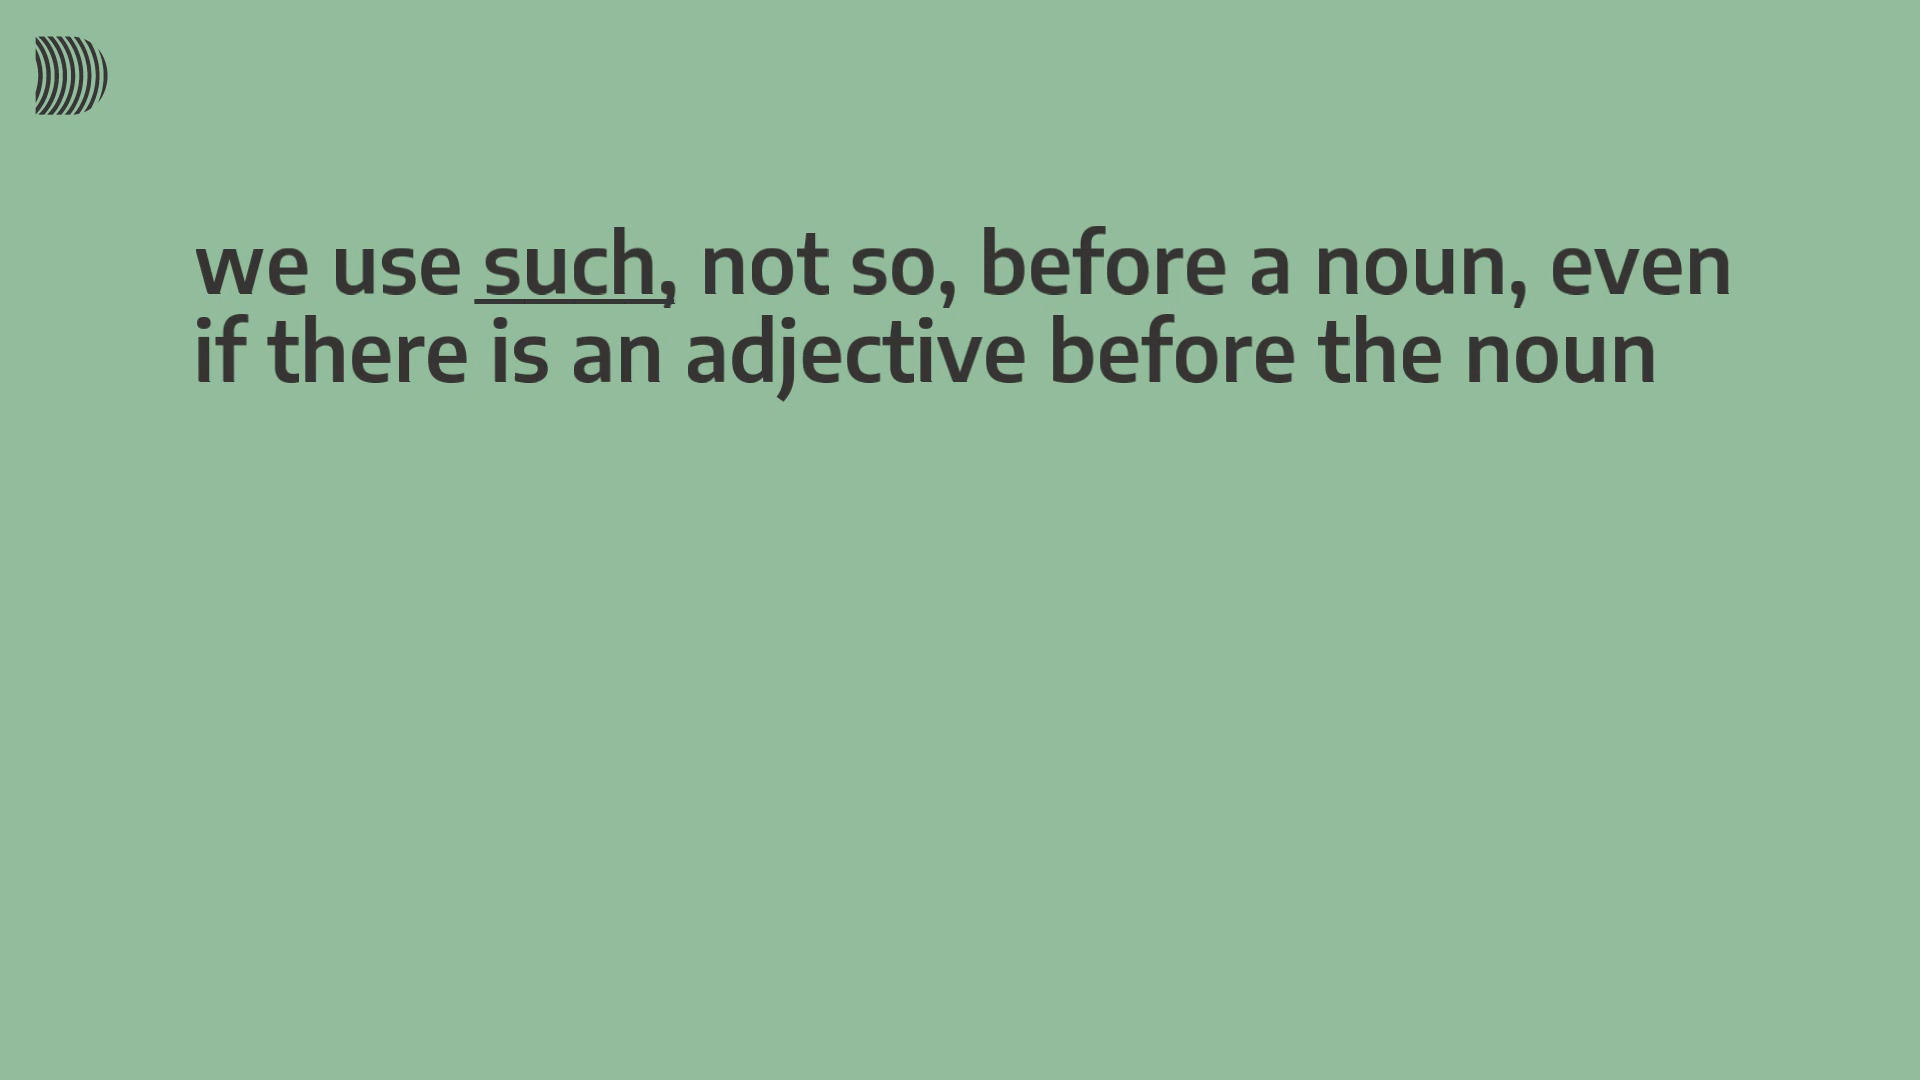 we use such, not so, before a noun, even
if there is an adjective before the noun